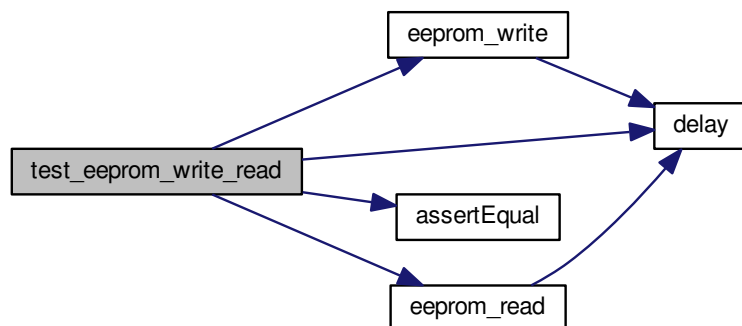 eeprom_write
delay
test_eeprom_write_read
assertEqual
eeprom_read